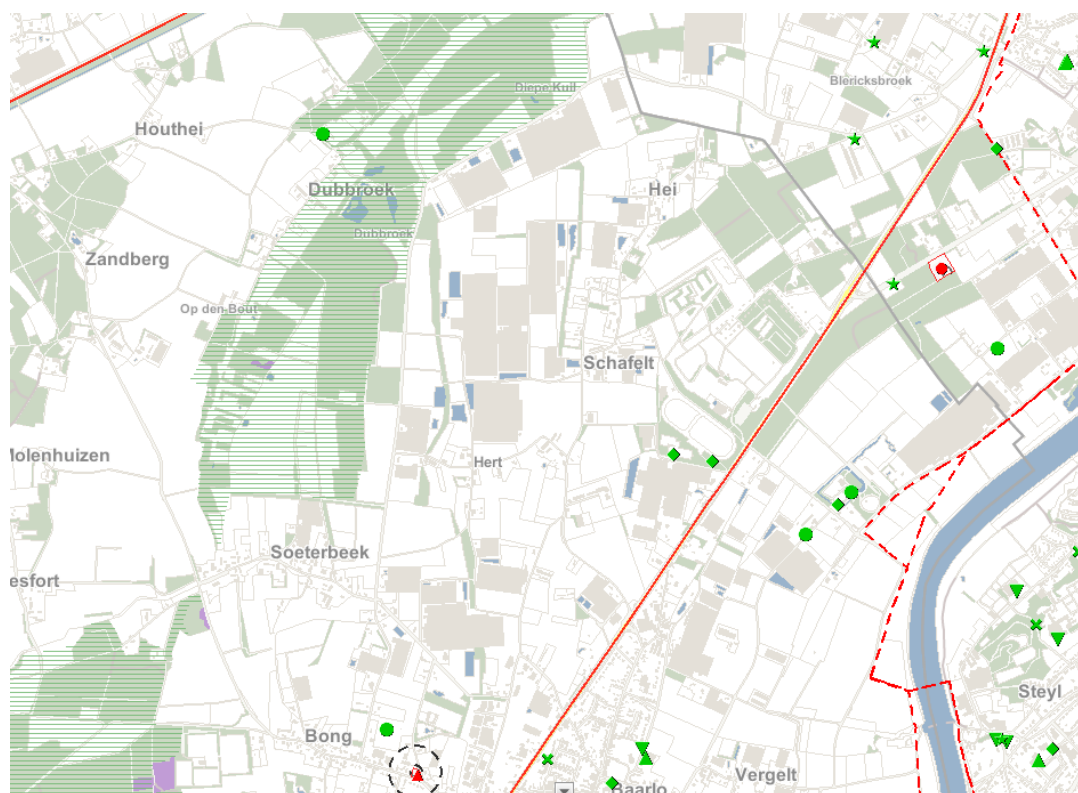 Blericksbroek
Diepe Kuil
Houthei
Dubbroek
Hei
Dubbroek
Zandberg
Op den Bout
Schafelt
Molenhuizen
Hert
Soeterbeek
esfort
Steyl
Bong
Vergelt
Baarlo